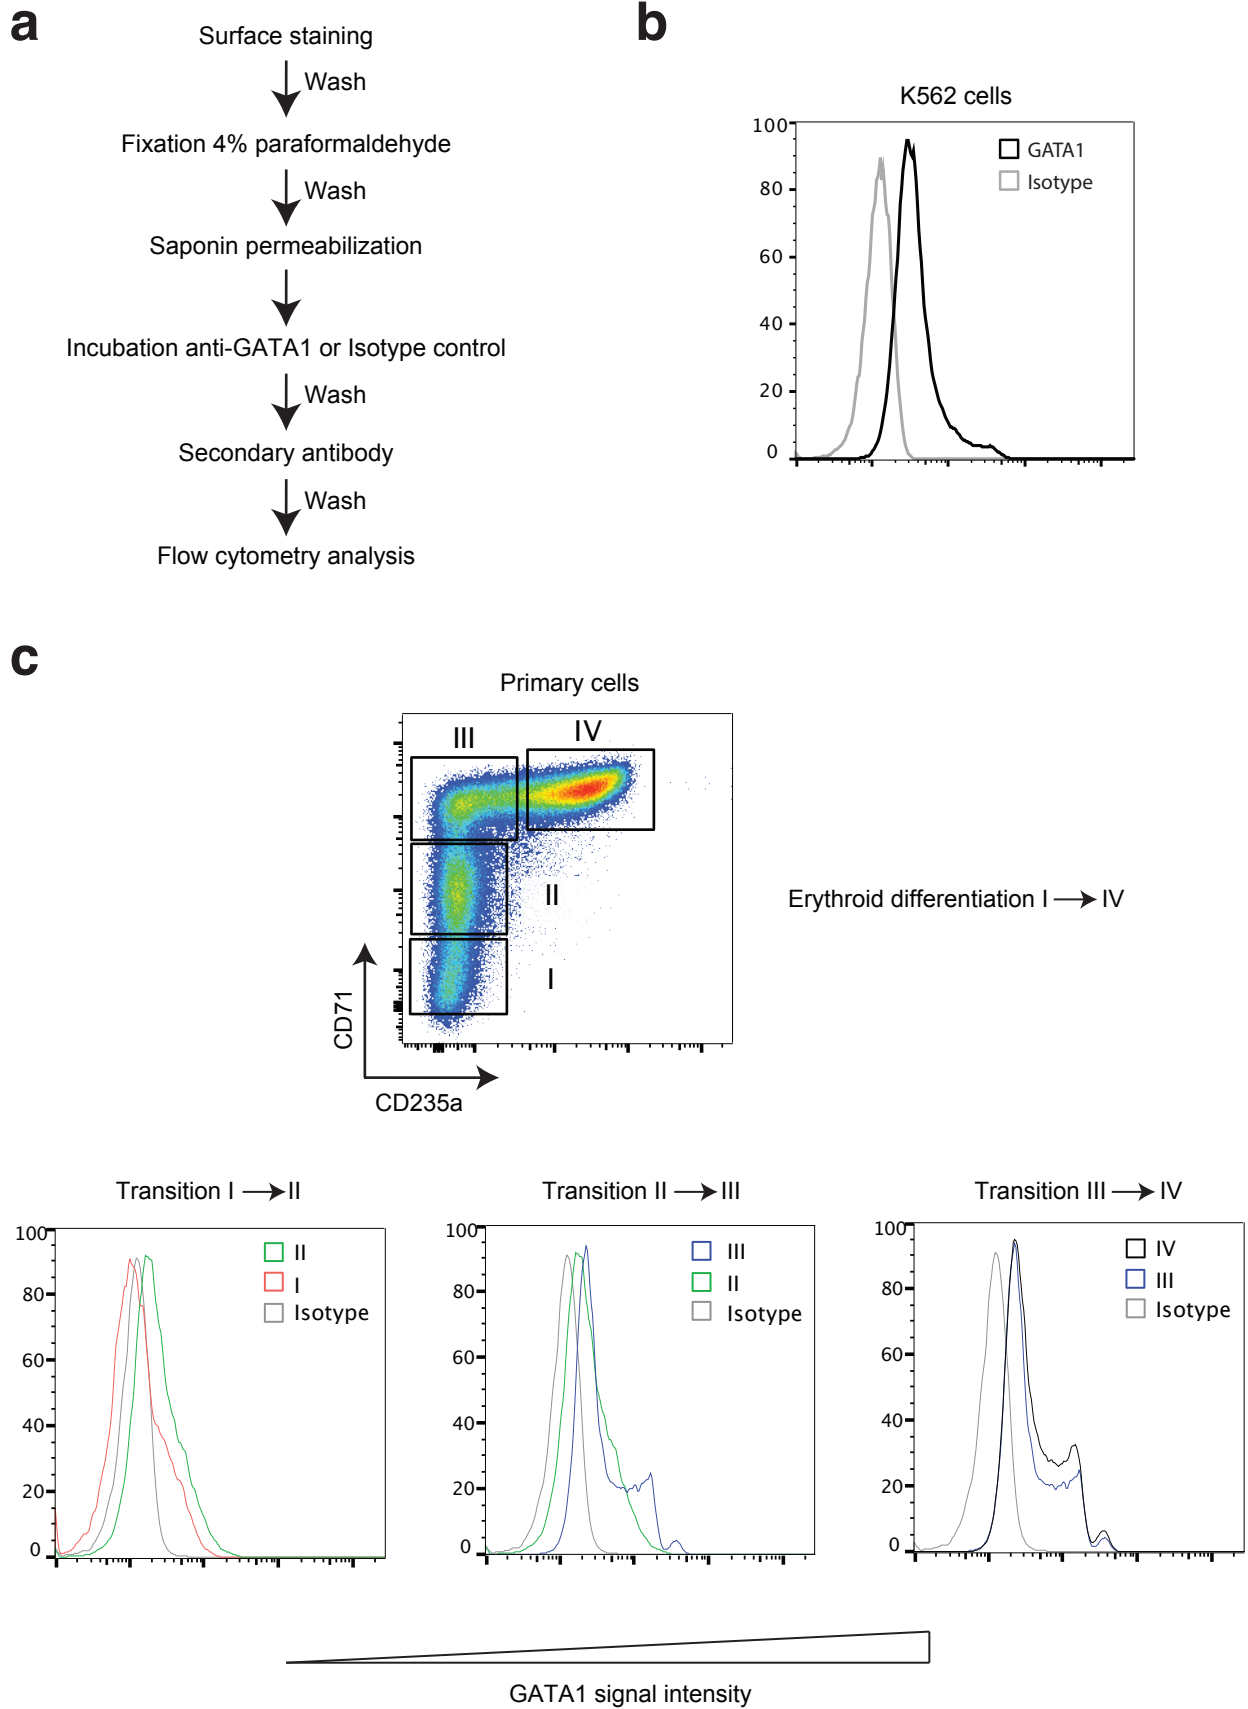 a
Surface staining
Wash
Fixation 4% paraformaldehyde
Wash
Saponin permeabilization
Incubation anti-GATA1 or Isotype control
Wash
Secondary antibody
Wash
Flow cytometry analysis
b
K562 cells
100
80
60
40
20
0
GATA1
Isotype
c
Primary cells
III
IV
II
I
CD71
CD235a
Erythroid differentiation I → IV
Transition I → II
100
80
60
40
20
0
II
I
Isotype
Transition II → III
100
80
60
40
20
0
III
II
Isotype
Transition III → IV
100
80
60
40
20
0
IV
III
Isotype
GATA1 signal intensity